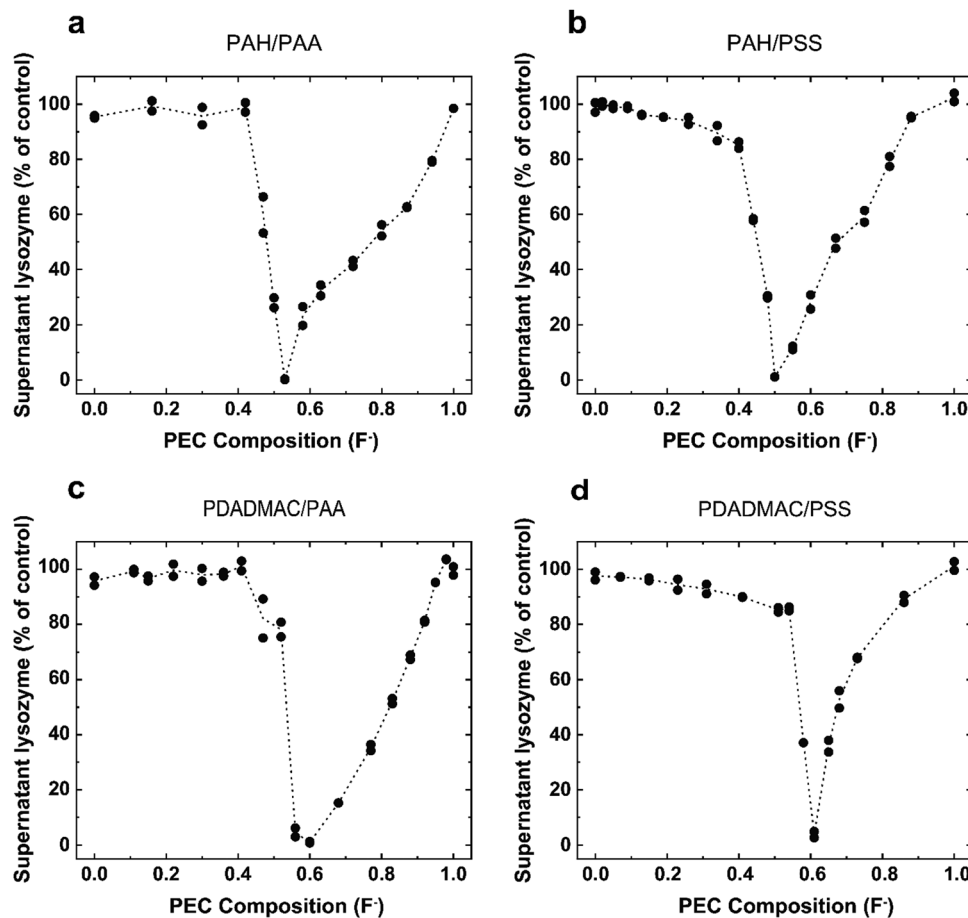 a
PAH/PAA
Supernatant lysozyme (% of control)
100
80
60
40
20
0
0.0 0.2 0.4 0.6 0.8 1.0
PEC Composition (F⁻)
b
PAH/PSS
Supernatant lysozyme (% of control)
100
80
60
40
20
0
0.0 0.2 0.4 0.6 0.8 1.0
PEC Composition (F⁻)
c
PDADMAC/PAA
Supernatant lysozyme (% of control)
100
80
60
40
20
0
0.0 0.2 0.4 0.6 0.8 1.0
PEC Composition (F⁻)
d
PDADMAC/PSS
Supernatant lysozyme (% of control)
100
80
60
40
20
0
0.0 0.2 0.4 0.6 0.8 1.0
PEC Composition (F⁻)